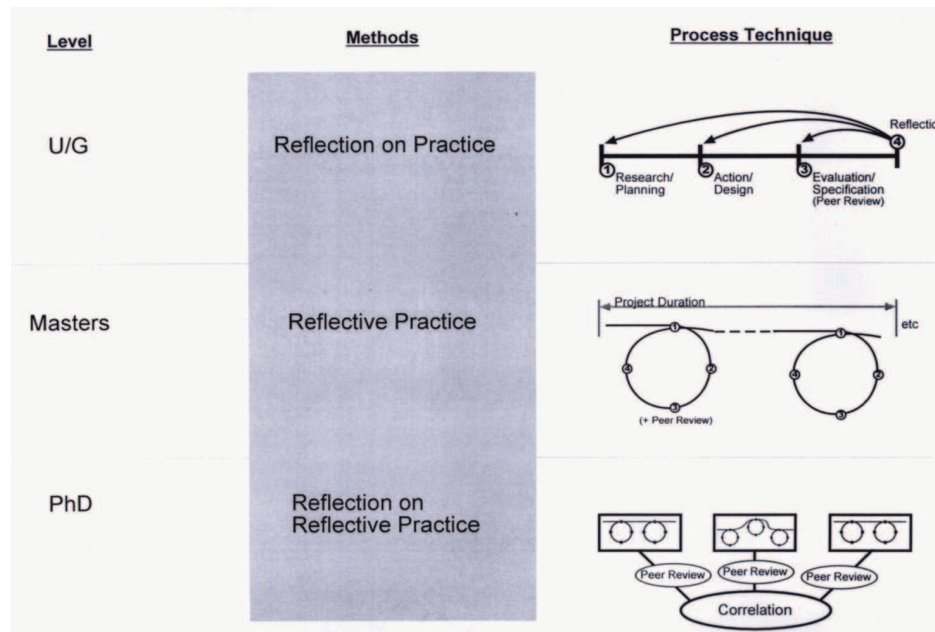 Level
Methods
Process Technique
U/G
Reflection on Practice
Reflectio
4
1
2
3
Research/
Planning
Action/
Design
Evaluation/
Specification
(Peer Review)
Masters
Reflective Practice
Project Duration
etc
1
4
2
3
(+ Peer Review)
1
4
2
3
PhD
Reflection on
Reflective Practice
Peer Review
Peer Review
Peer Review
Correlation